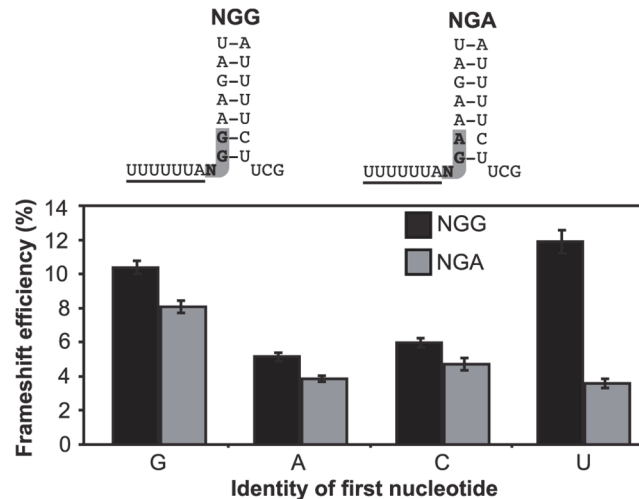 NGG
NGA
U–A
A–U
G–U
A–U
A–U
G–C
G U
UUUUUUAN UCG
U–A
A–U
G–U
A–U
A–U
A C
G U
UUUUUUAN UCG
Frameshift efficiency (%)
14
12
10
8
6
4
2
0
NGG
NGA
G A C U
Identity of first nucleotide